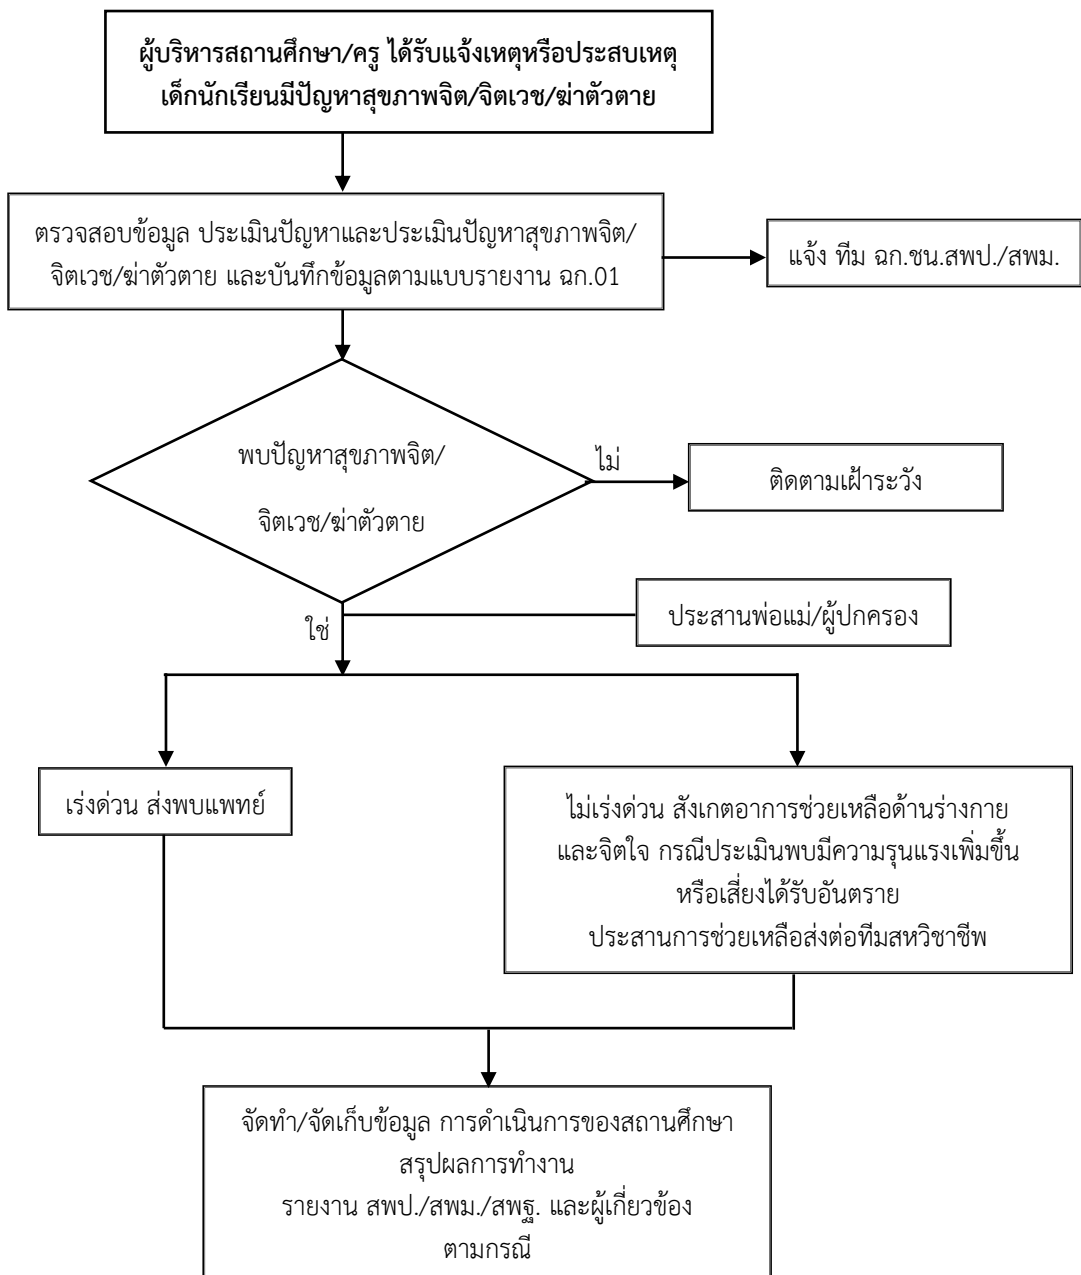 ผู้บริหารสถานศึกษา/ครู ได้รับแจ้งเหตุหรือประสบเหตุ
เด็กนักเรียนมีปัญหาสุขภาพจิต/จิตเวช/ฆ่าตัวตาย
ตรวจสอบข้อมูล ประเมินปัญหาและประเมินปัญหาสุขภาพจิต/
จิตเวช/ฆ่าตัวตาย และบันทึกข้อมูลตามแบบรายงาน ฉก.01
แจ้ง ทีม ฉก.ชน.สพป./สพม.
พบปัญหาสุขภาพจิต/
จิตเวช/ฆ่าตัวตาย
ไม่
ติดตามเฝ้าระวัง
ประสานพ่อแม่/ผู้ปกครอง
ใช่
เร่งด่วน ส่งพบแพทย์
ไม่เร่งด่วน สังเกตอาการช่วยเหลือด้านร่างกาย
และจิตใจ กรณีประเมินพบมีความรุนแรงเพิ่มขึ้น
หรือเสี่ยงได้รับอันตราย
ประสานการช่วยเหลือส่งต่อทีมสหวิชาชีพ
จัดทำ/จัดเก็บข้อมูล การดำเนินการของสถานศึกษา
สรุปผลการทำงาน
รายงาน สพป./สพม./สพฐ. และผู้เกี่ยวข้อง
ตามกรณี